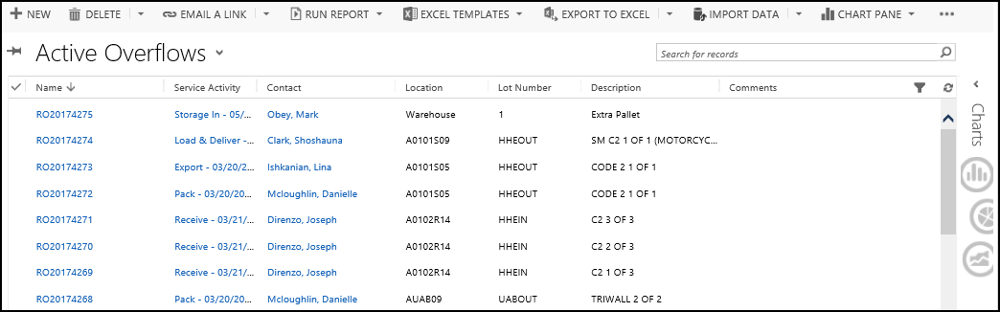 NEW DELETE EMAIL A LINK RUN REPORT EXCEL TEMPLATES EXPORT TO EXCEL IMPORT DATA CHART PANE
Active Overflows
Search for records
Name Service Activity Contact Location Lot Number Description Comments
RO20174275 Storage In - 05/... Obey, Mark Warehouse 1 Extra Pallet
RO20174274 Load & Deliver -... Clark, Shoshauna A0101S09 HHEOUT SM C2 1 OF 1 (MOTORCYC...
RO20174273 Export - 03/20/2... Ishkanian, Lina A0101S05 HHEOUT CODE 2 1 OF 1
RO20174272 Pack - 03/20/20... Mcloughlin, Danielle A0101S05 HHEOUT CODE 2 1 OF 1
RO20174271 Receive - 03/21/... Direnzo, Joseph A0102R14 HHEIN C2 3 OF 3
RO20174270 Receive - 03/21/... Direnzo, Joseph A0102R14 HHEIN C2 2 OF 3
RO20174269 Receive - 03/21/... Direnzo, Joseph A0102R14 HHEIN C2 1 OF 3
RO20174268 Pack - 03/20/20... Mcloughlin, Danielle AUAB09 UABOUT TRIWALL 2 OF 2
Charts